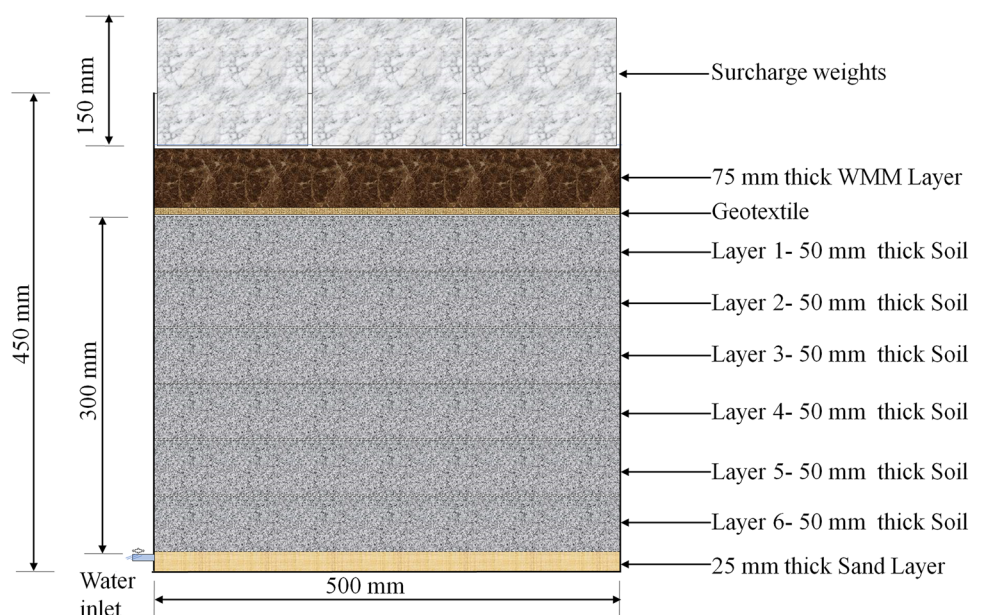 150 mm
Surcharge weights
75 mm thick WMM Layer
Geotextile
Layer 1- 50 mm  thick Soil
Layer 2- 50 mm  thick Soil
450 mm
300 mm
Layer 3- 50 mm  thick Soil
Layer 4- 50 mm  thick Soil
Layer 5- 50 mm  thick Soil
Layer 6- 50 mm  thick Soil
25 mm thick Sand Layer
Water
inlet
500 mm